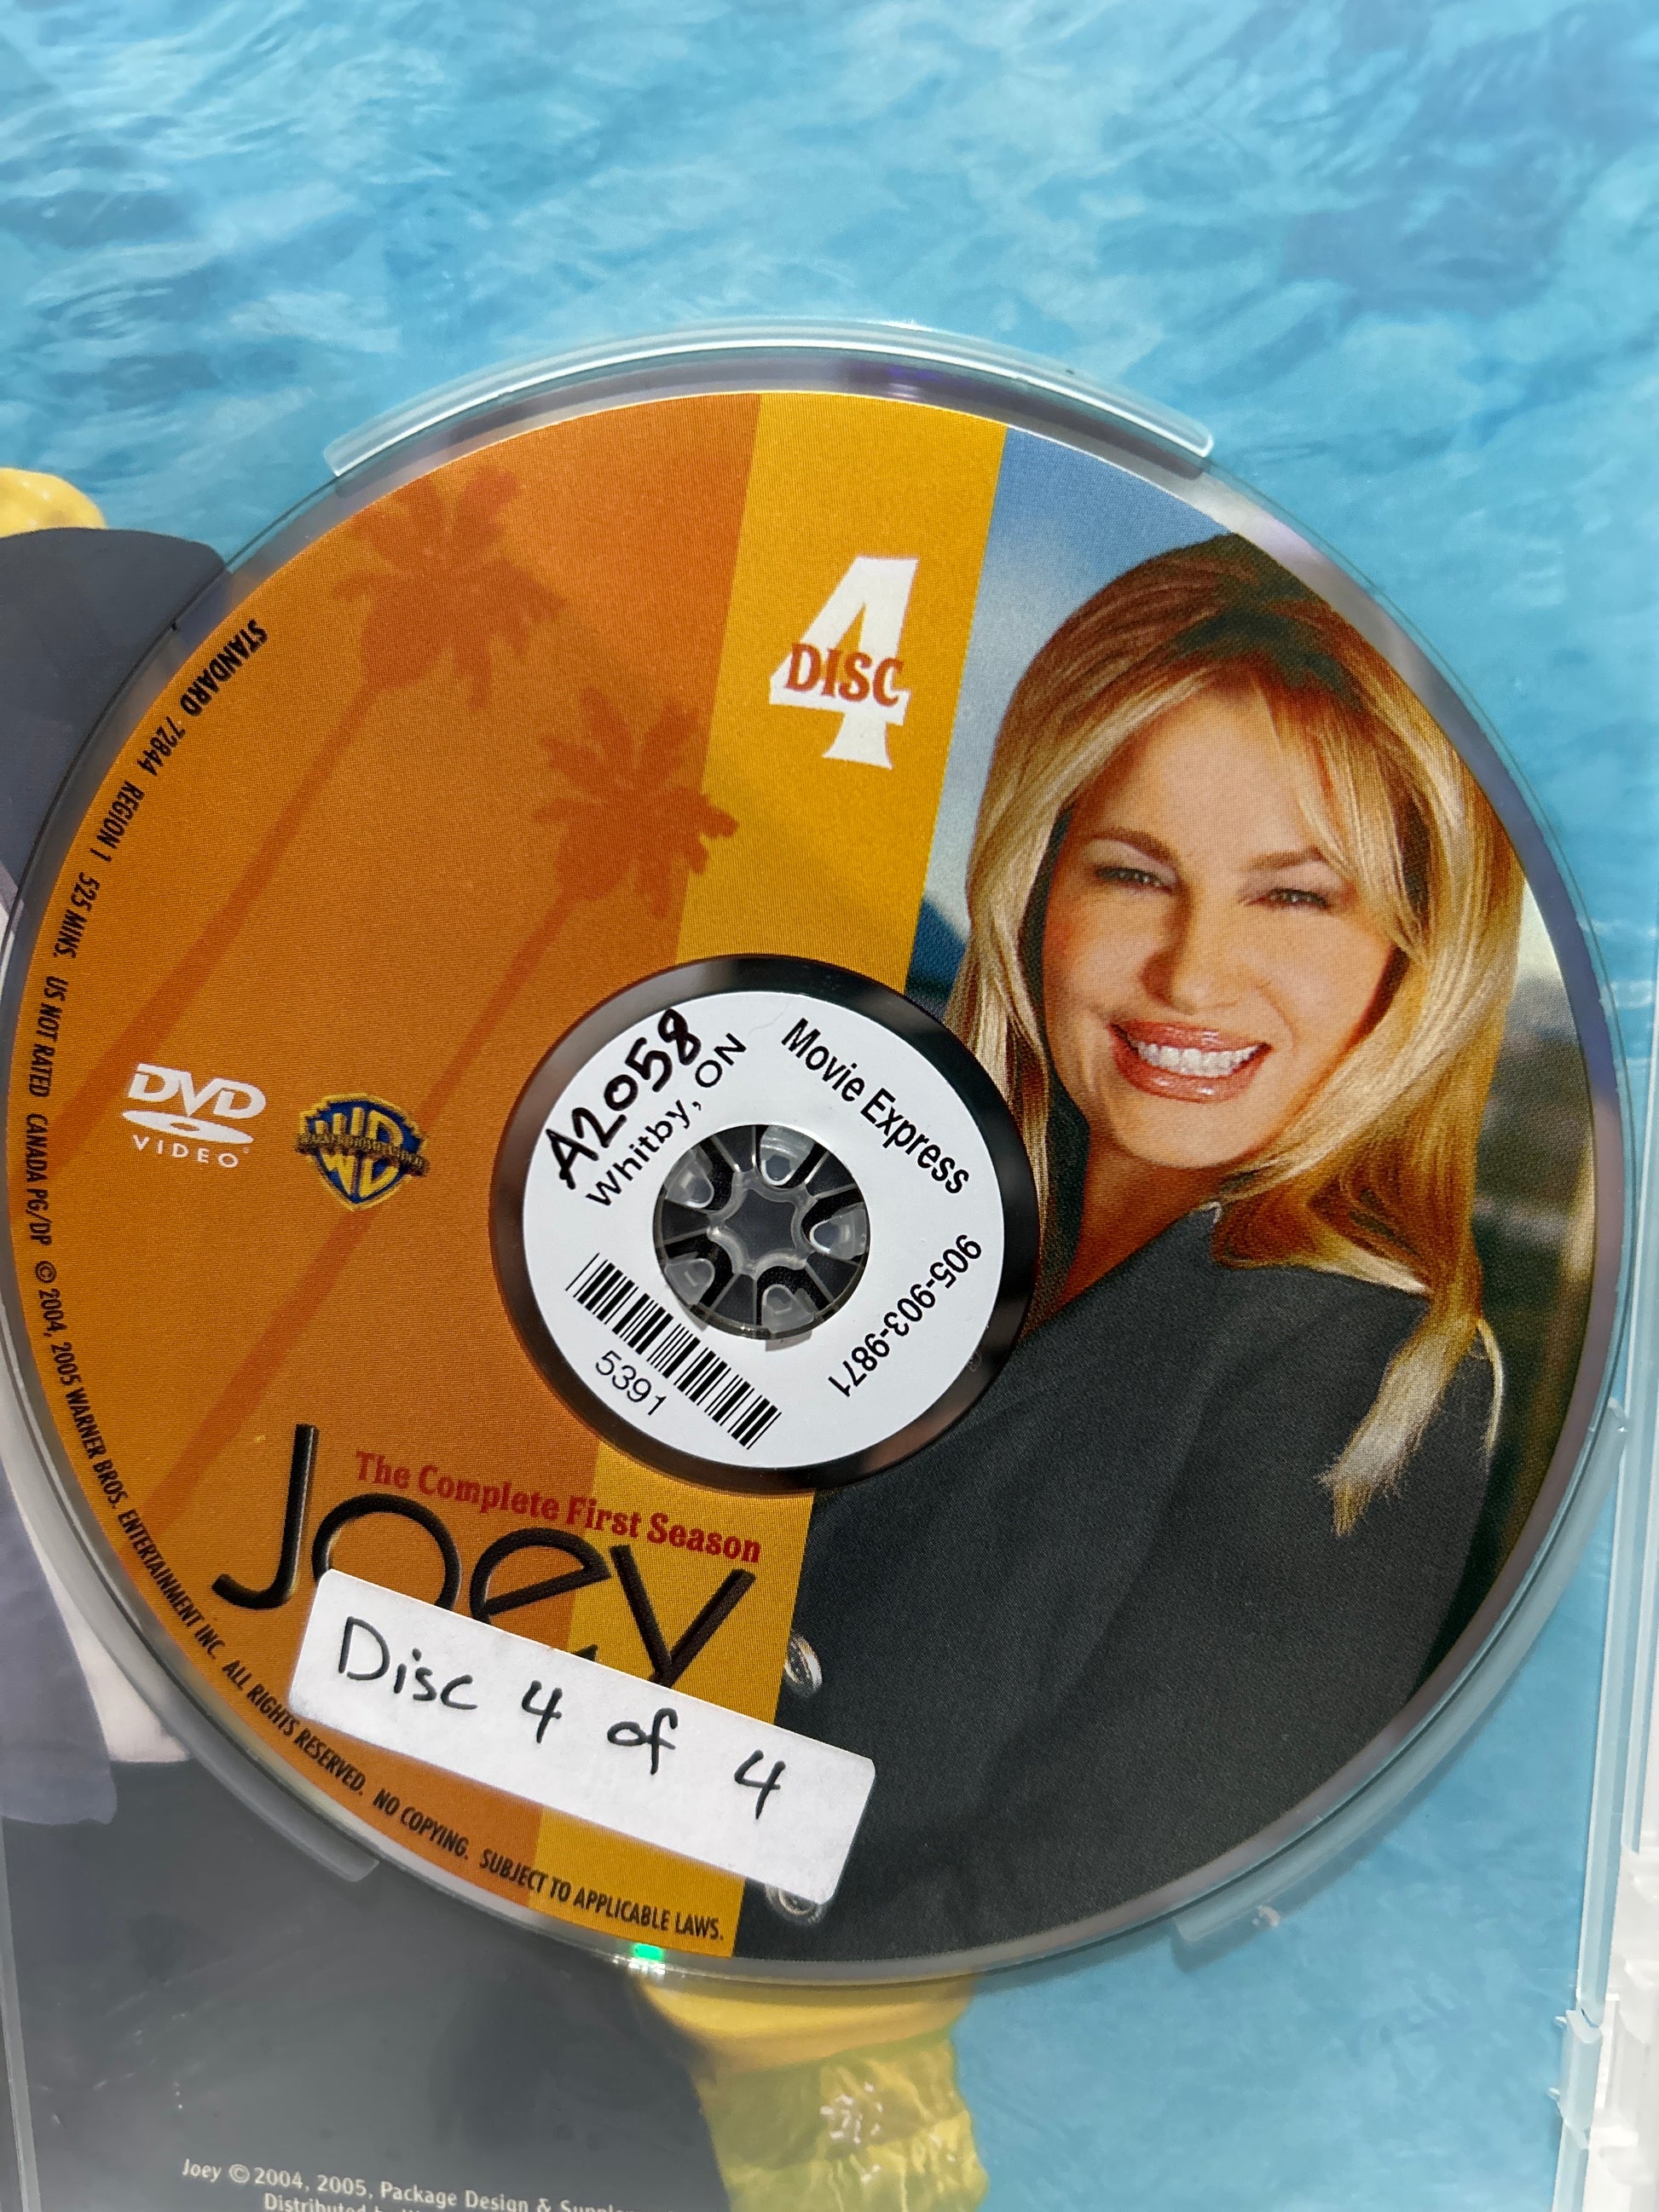 4
DISC
STANDARD 72844 REGION 1 525 MINS. US NOT RATED CANADA PG/DP © 2004, 2005 WARNER BROS. ENTERTAINMENT INC. ALL RIGHTS RESERVED. NO COPYING. SUBJECT TO APPLICABLE LAWS.
DVD
VIDEO
WB
A2058
Whitby, ON
Movie Express
905-903-9871
5391
The Complete First Season
Joey
Disc 4 of 4
Joey © 2004, 2005, Package Design &
Distributed